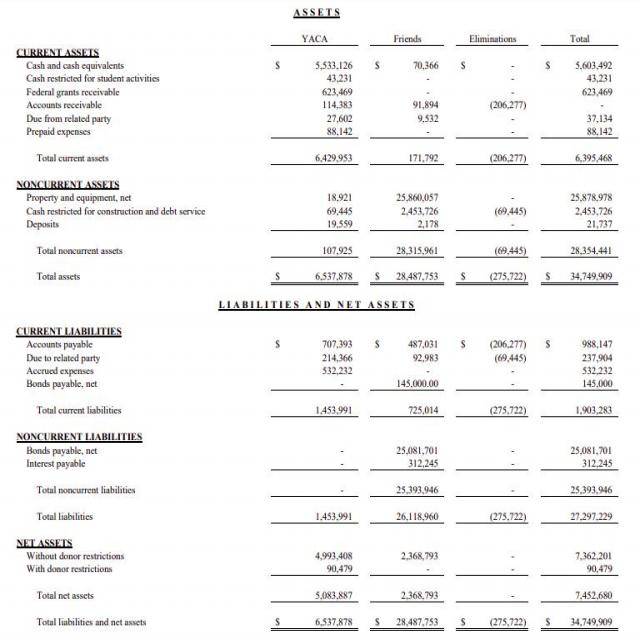 ASSETS
YACA Friends Eliminations Total
CURRENT ASSETS
Cash and cash equivalents $ 5,533,126 $ 70,366 $ - $ 5,603,492
Cash restricted for student activities 43,231 - - 43,231
Federal grants receivable 623,469 - - 623,469
Accounts receivable 114,383 91,894 (206,277) -
Due from related party 27,602 9,532 - 37,134
Prepaid expenses 88,142 - - 88,142
Total current assets 6,429,953 171,792 (206,277) 6,395,468
NONCURRENT ASSETS
Property and equipment, net 18,921 25,860,057 - 25,878,978
Cash restricted for construction and debt service 69,445 2,453,726 (69,445) 2,453,726
Deposits 19,559 2,178 - 21,737
Total noncurrent assets 107,925 28,315,961 (69,445) 28,354,441
Total assets $ 6,537,878 $ 28,487,753 $ (275,722) $ 34,749,909
LIABILITIES AND NET ASSETS
CURRENT LIABILITIES
Accounts payable $ 707,393 $ 487,031 $ (206,277) $ 988,147
Due to related party 214,366 92,983 (69,445) 237,904
Accrued expenses 532,232 - - 532,232
Bonds payable, net - 145,000.00 - 145,000
Total current liabilities 1,453,991 725,014 (275,722) 1,903,283
NONCURRENT LIABILITIES
Bonds payable, net - 25,081,701 - 25,081,701
Interest payable - 312,245 - 312,245
Total noncurrent liabilities - 25,393,946 - 25,393,946
Total liabilities 1,453,991 26,118,960 (275,722) 27,297,229
NET ASSETS
Without donor restrictions 4,993,408 2,368,793 - 7,362,201
With donor restrictions 90,479 - - 90,479
Total net assets 5,083,887 2,368,793 - 7,452,680
Total liabilities and net assets $ 6,537,878 $ 28,487,753 $ (275,722) $ 34,749,909